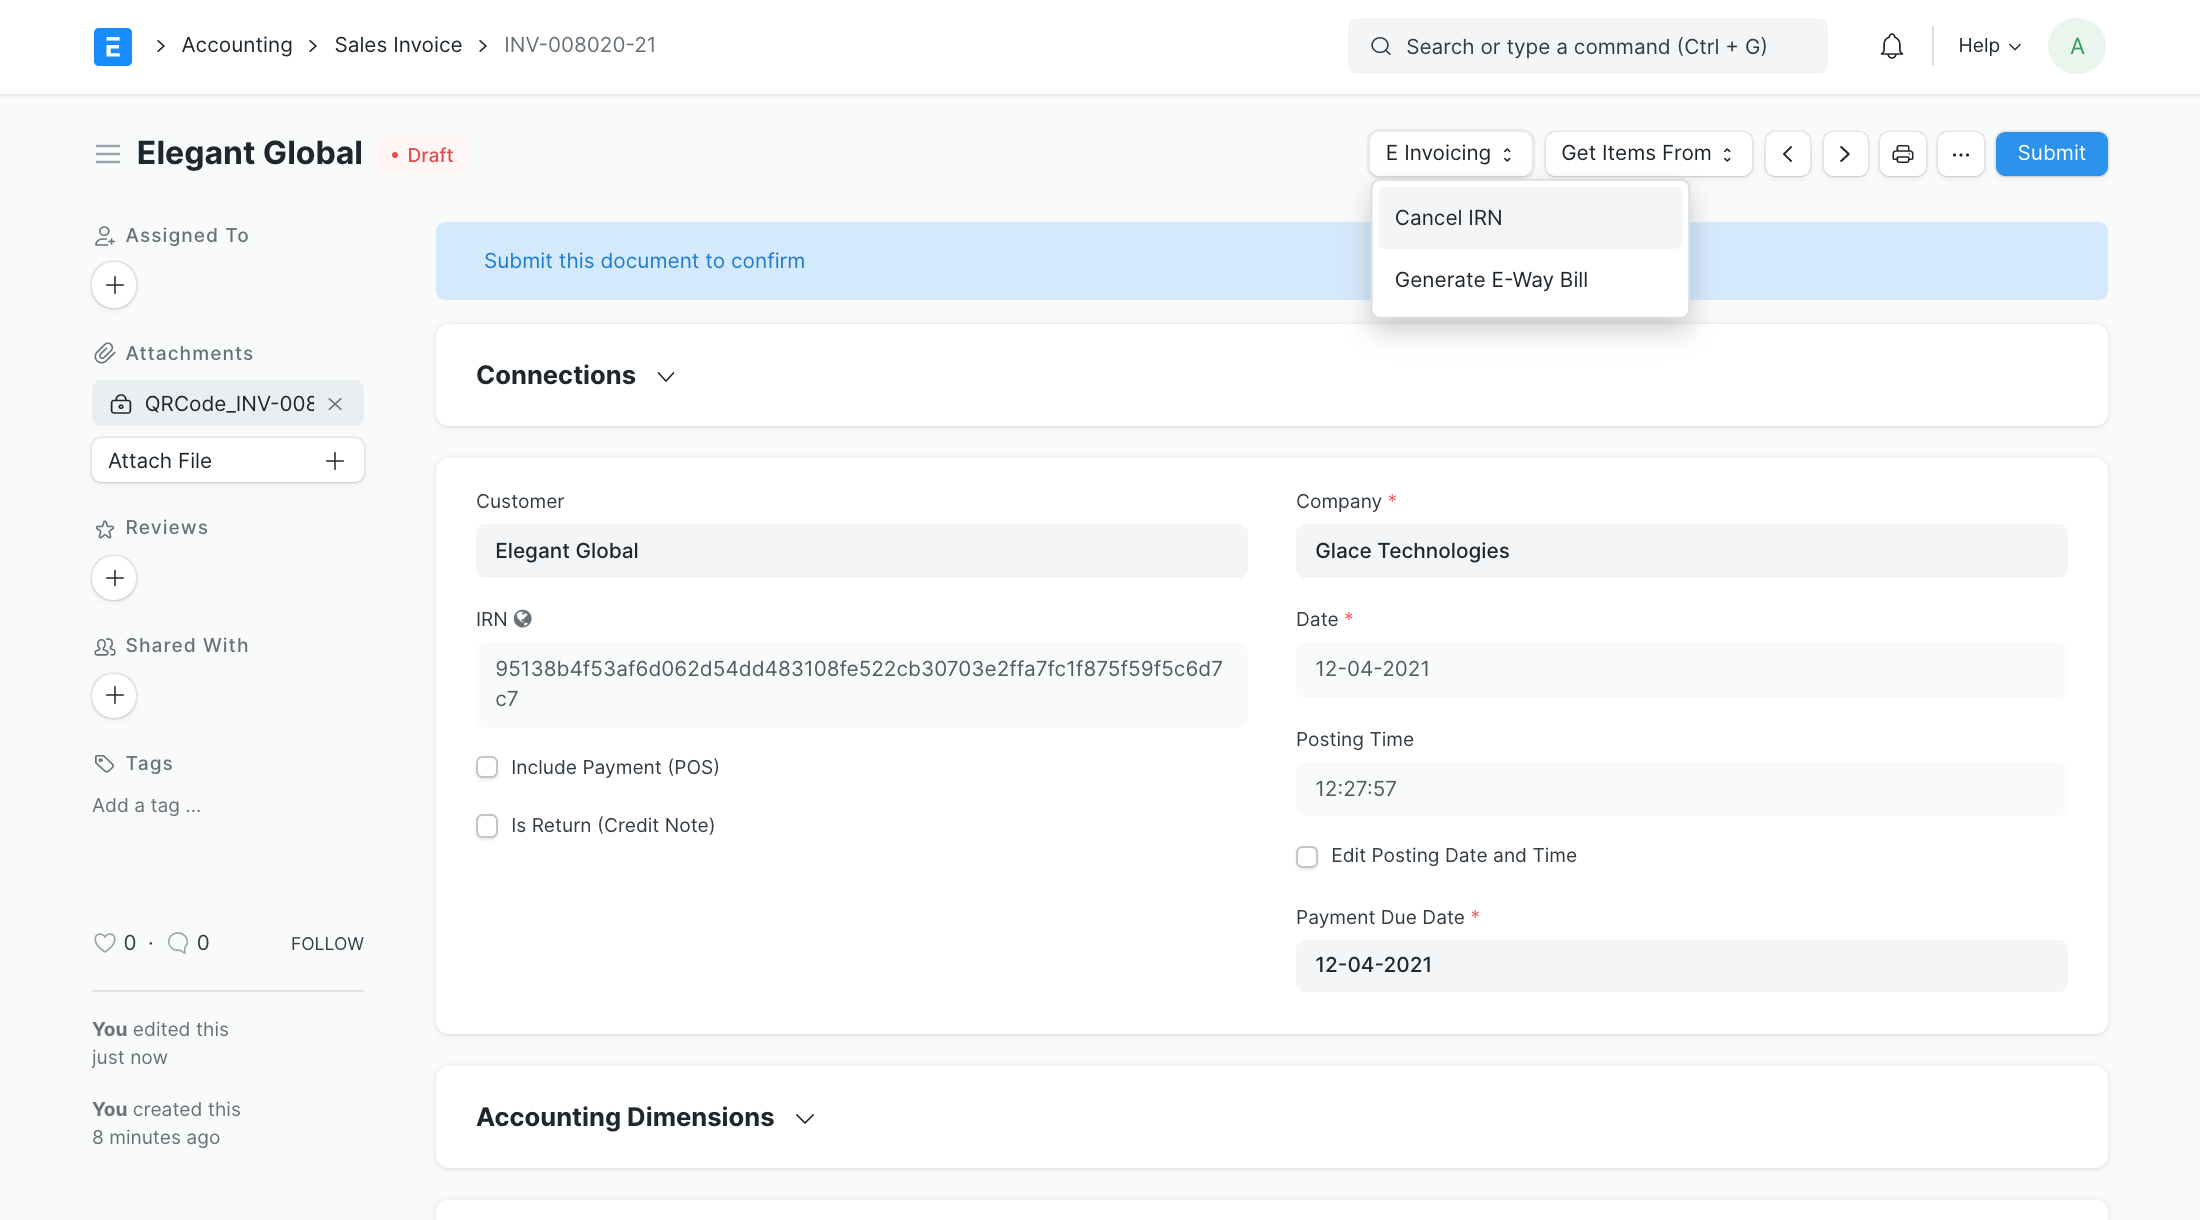 E
Accounting
Sales Invoice
INV-008020-21
Search or type a command (Ctrl + G)
Help
A
Elegant Global
Draft
E Invoicing
Get Items From
Submit
Cancel IRN
Generate E-Way Bill
Assigned To
Attachments
QRCode_INV-008
Attach File
Reviews
Shared With
Tags
Add a tag ...
0 · 0
FOLLOW
You edited this
just now
You created this
8 minutes ago
Submit this document to confirm
Connections
Customer
Elegant Global
IRN
95138b4f53af6d062d54dd483108fe522cb30703e2ffa7fc1f875f59f5c6d7
c7
Include Payment (POS)
Is Return (Credit Note)
Company *
Glace Technologies
Date *
12-04-2021
Posting Time
12:27:57
Edit Posting Date and Time
Payment Due Date *
12-04-2021
Accounting Dimensions